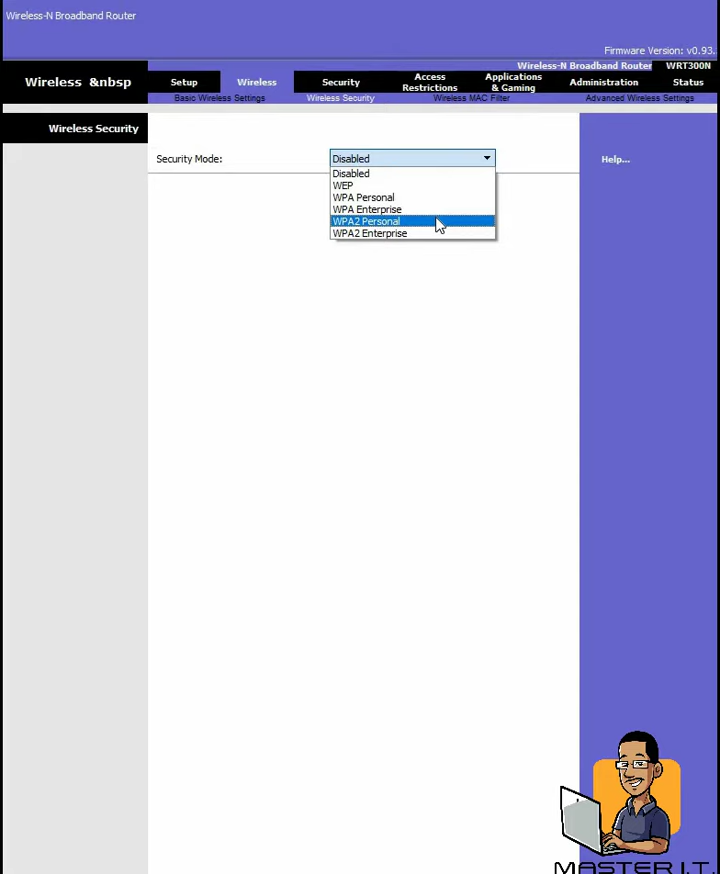 Wireless-N Broadband Router
Firmware Version: v0.93.
Wireless-N Broadband Router WRT300N
Wireless &nbsp
Setup Wireless Security Access Restrictions Applications & Gaming Administration Status
Basic Wireless Settings Wireless Security Wireless MAC Filter Advanced Wireless Settings
Wireless Security
Security Mode: Disabled
Help...
Disabled
WEP
WPA Personal
WPA Enterprise
WPA2 Personal
WPA2 Enterprise
MASTER I.T.